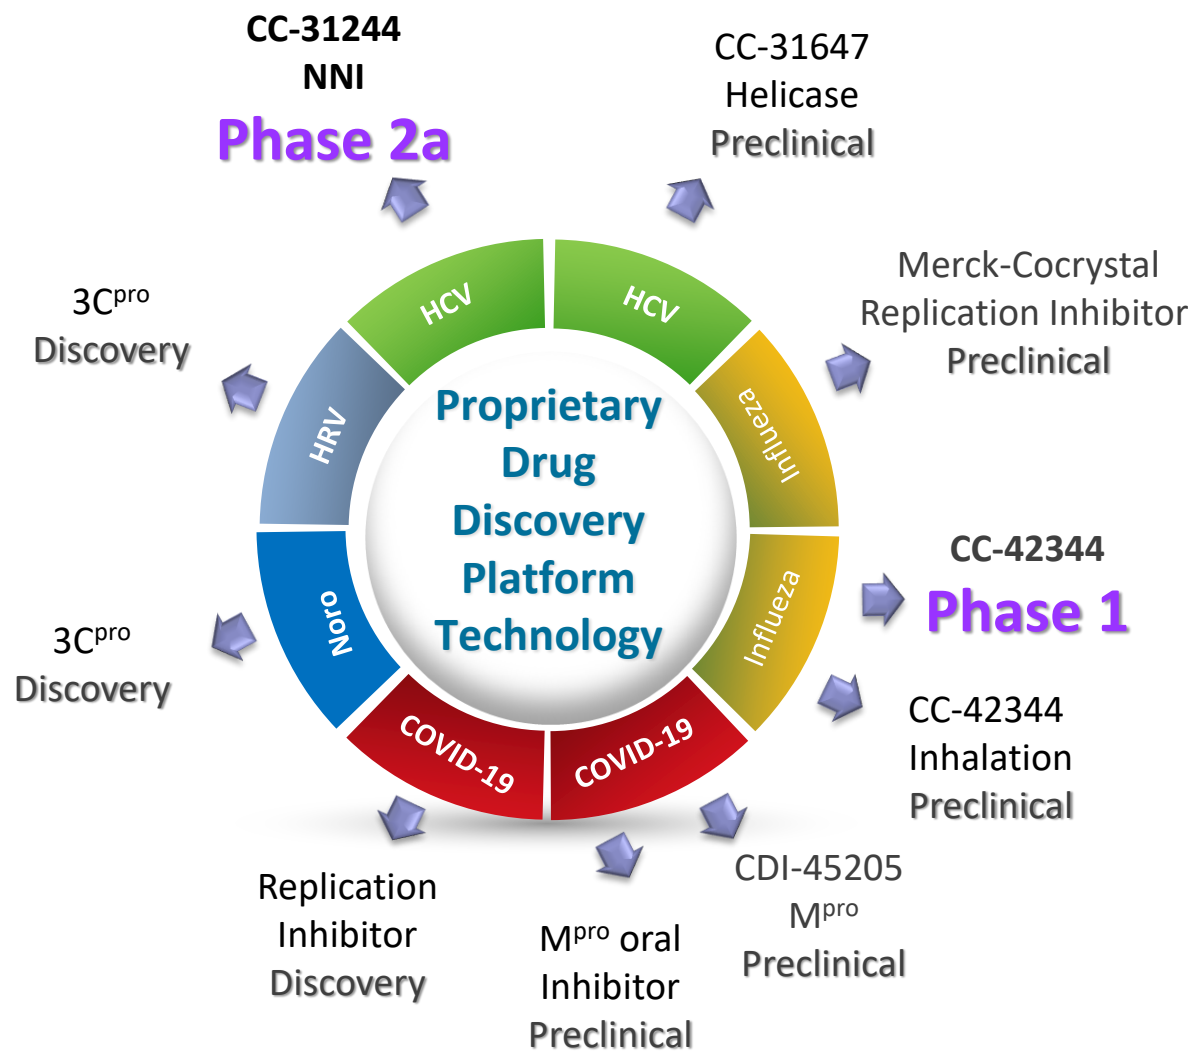 CC-31244
NNI
Phase 2a
CC-31647
Helicase
Preclinical
Merck-Cocrystal
Replication Inhibitor
Preclinical
CC-42344
Phase 1
CC-42344
Inhalation
Preclinical
CDI-45205
Mᵖʳᵒ
Preclinical
Mᵖʳᵒ oral
Inhibitor
Preclinical
Replication
Inhibitor
Discovery
3Cᵖʳᵒ
Discovery
3Cᵖʳᵒ
Discovery
HCV
HCV
Influeza
Influeza
COVID-19
COVID-19
Noro
HRV
Proprietary
Drug
Discovery
Platform
Technology